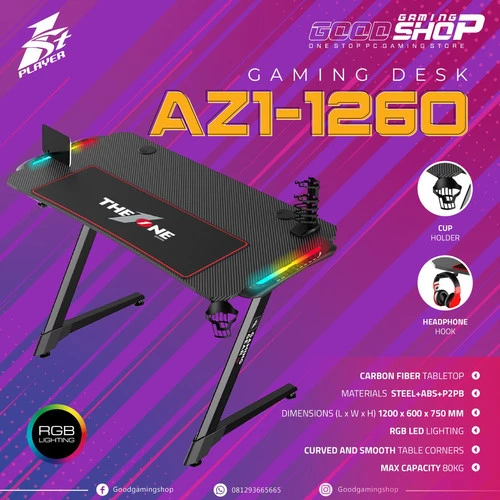 1st
PLAYER
GAMING
GOOD SHOP
ONE STOP PC GAMING STORE
GAMING DESK
AZ1-1260
THE ONE
CUP
HOLDER
HEADPHONE
HOOK
CARBON FIBER TABLETOP
MATERIALS STEEL+ABS+P2PB
DIMENSIONS (L x W x H) 1200 x 600 x 750 MM
RGB LED LIGHTING
CURVED AND SMOOTH TABLE CORNERS
MAX CAPACITY 80KG
RGB
LIGHTING
Goodgamingshop
081293665665
Goodgamingshop